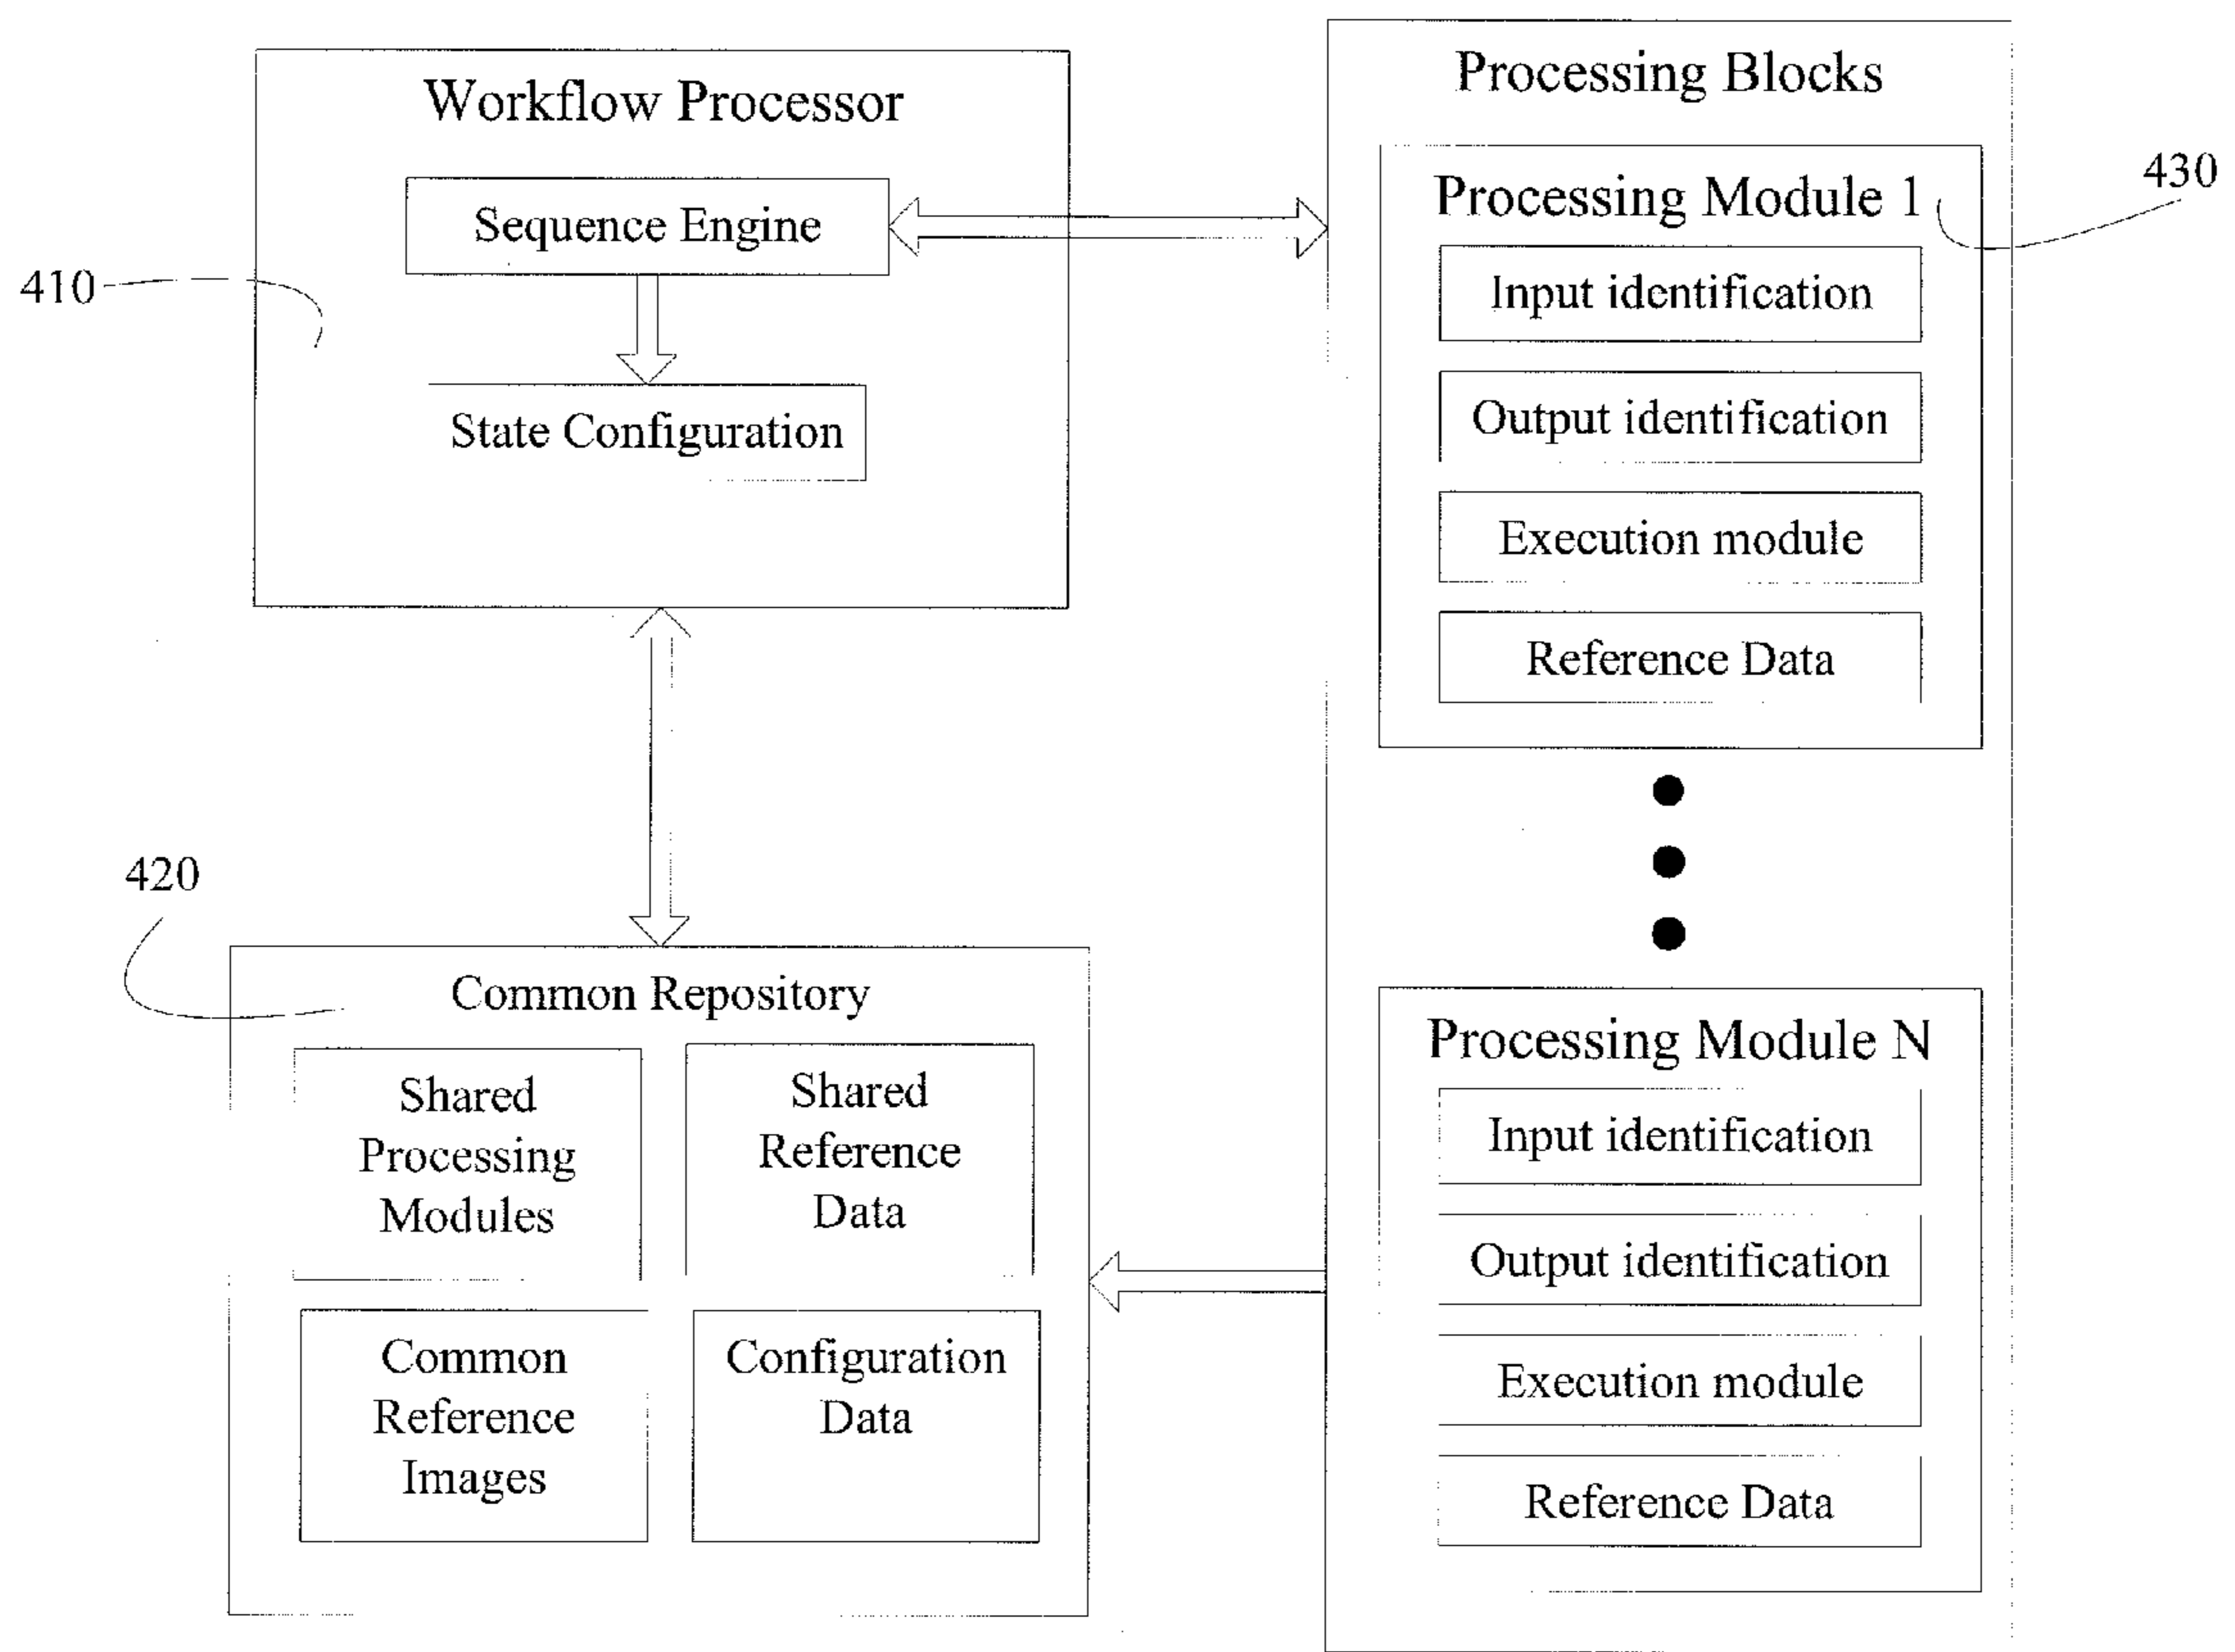 Workflow Processor
Sequence Engine
State Configuration
410
Processing Blocks
Processing Module 1
430
Input identification
Output identification
Execution module
Reference Data
420
Common Repository
Shared
Processing
Modules
Shared
Reference
Data
Common
Reference
Images
Configuration
Data
Processing Module N
Input identification
Output identification
Execution module
Reference Data